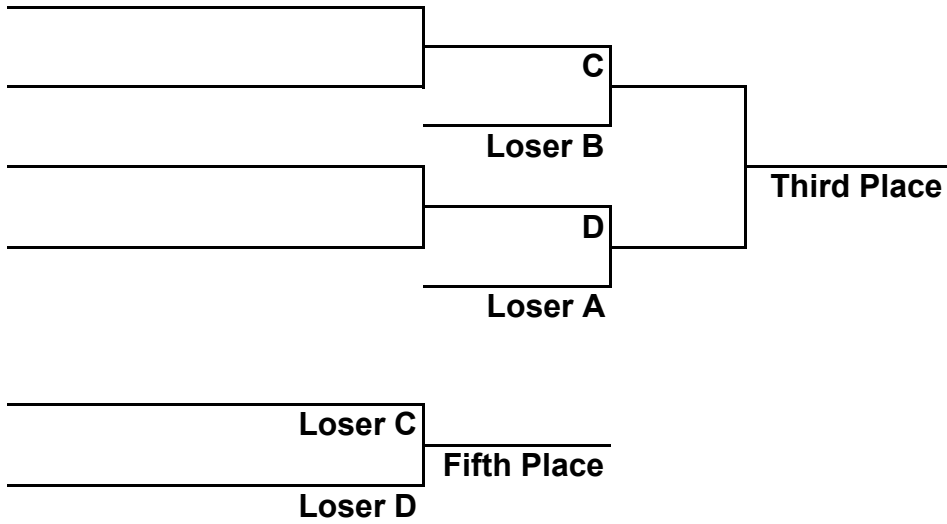 C
Loser B
Third Place
D
Loser A
Loser C
Fifth Place
Loser D